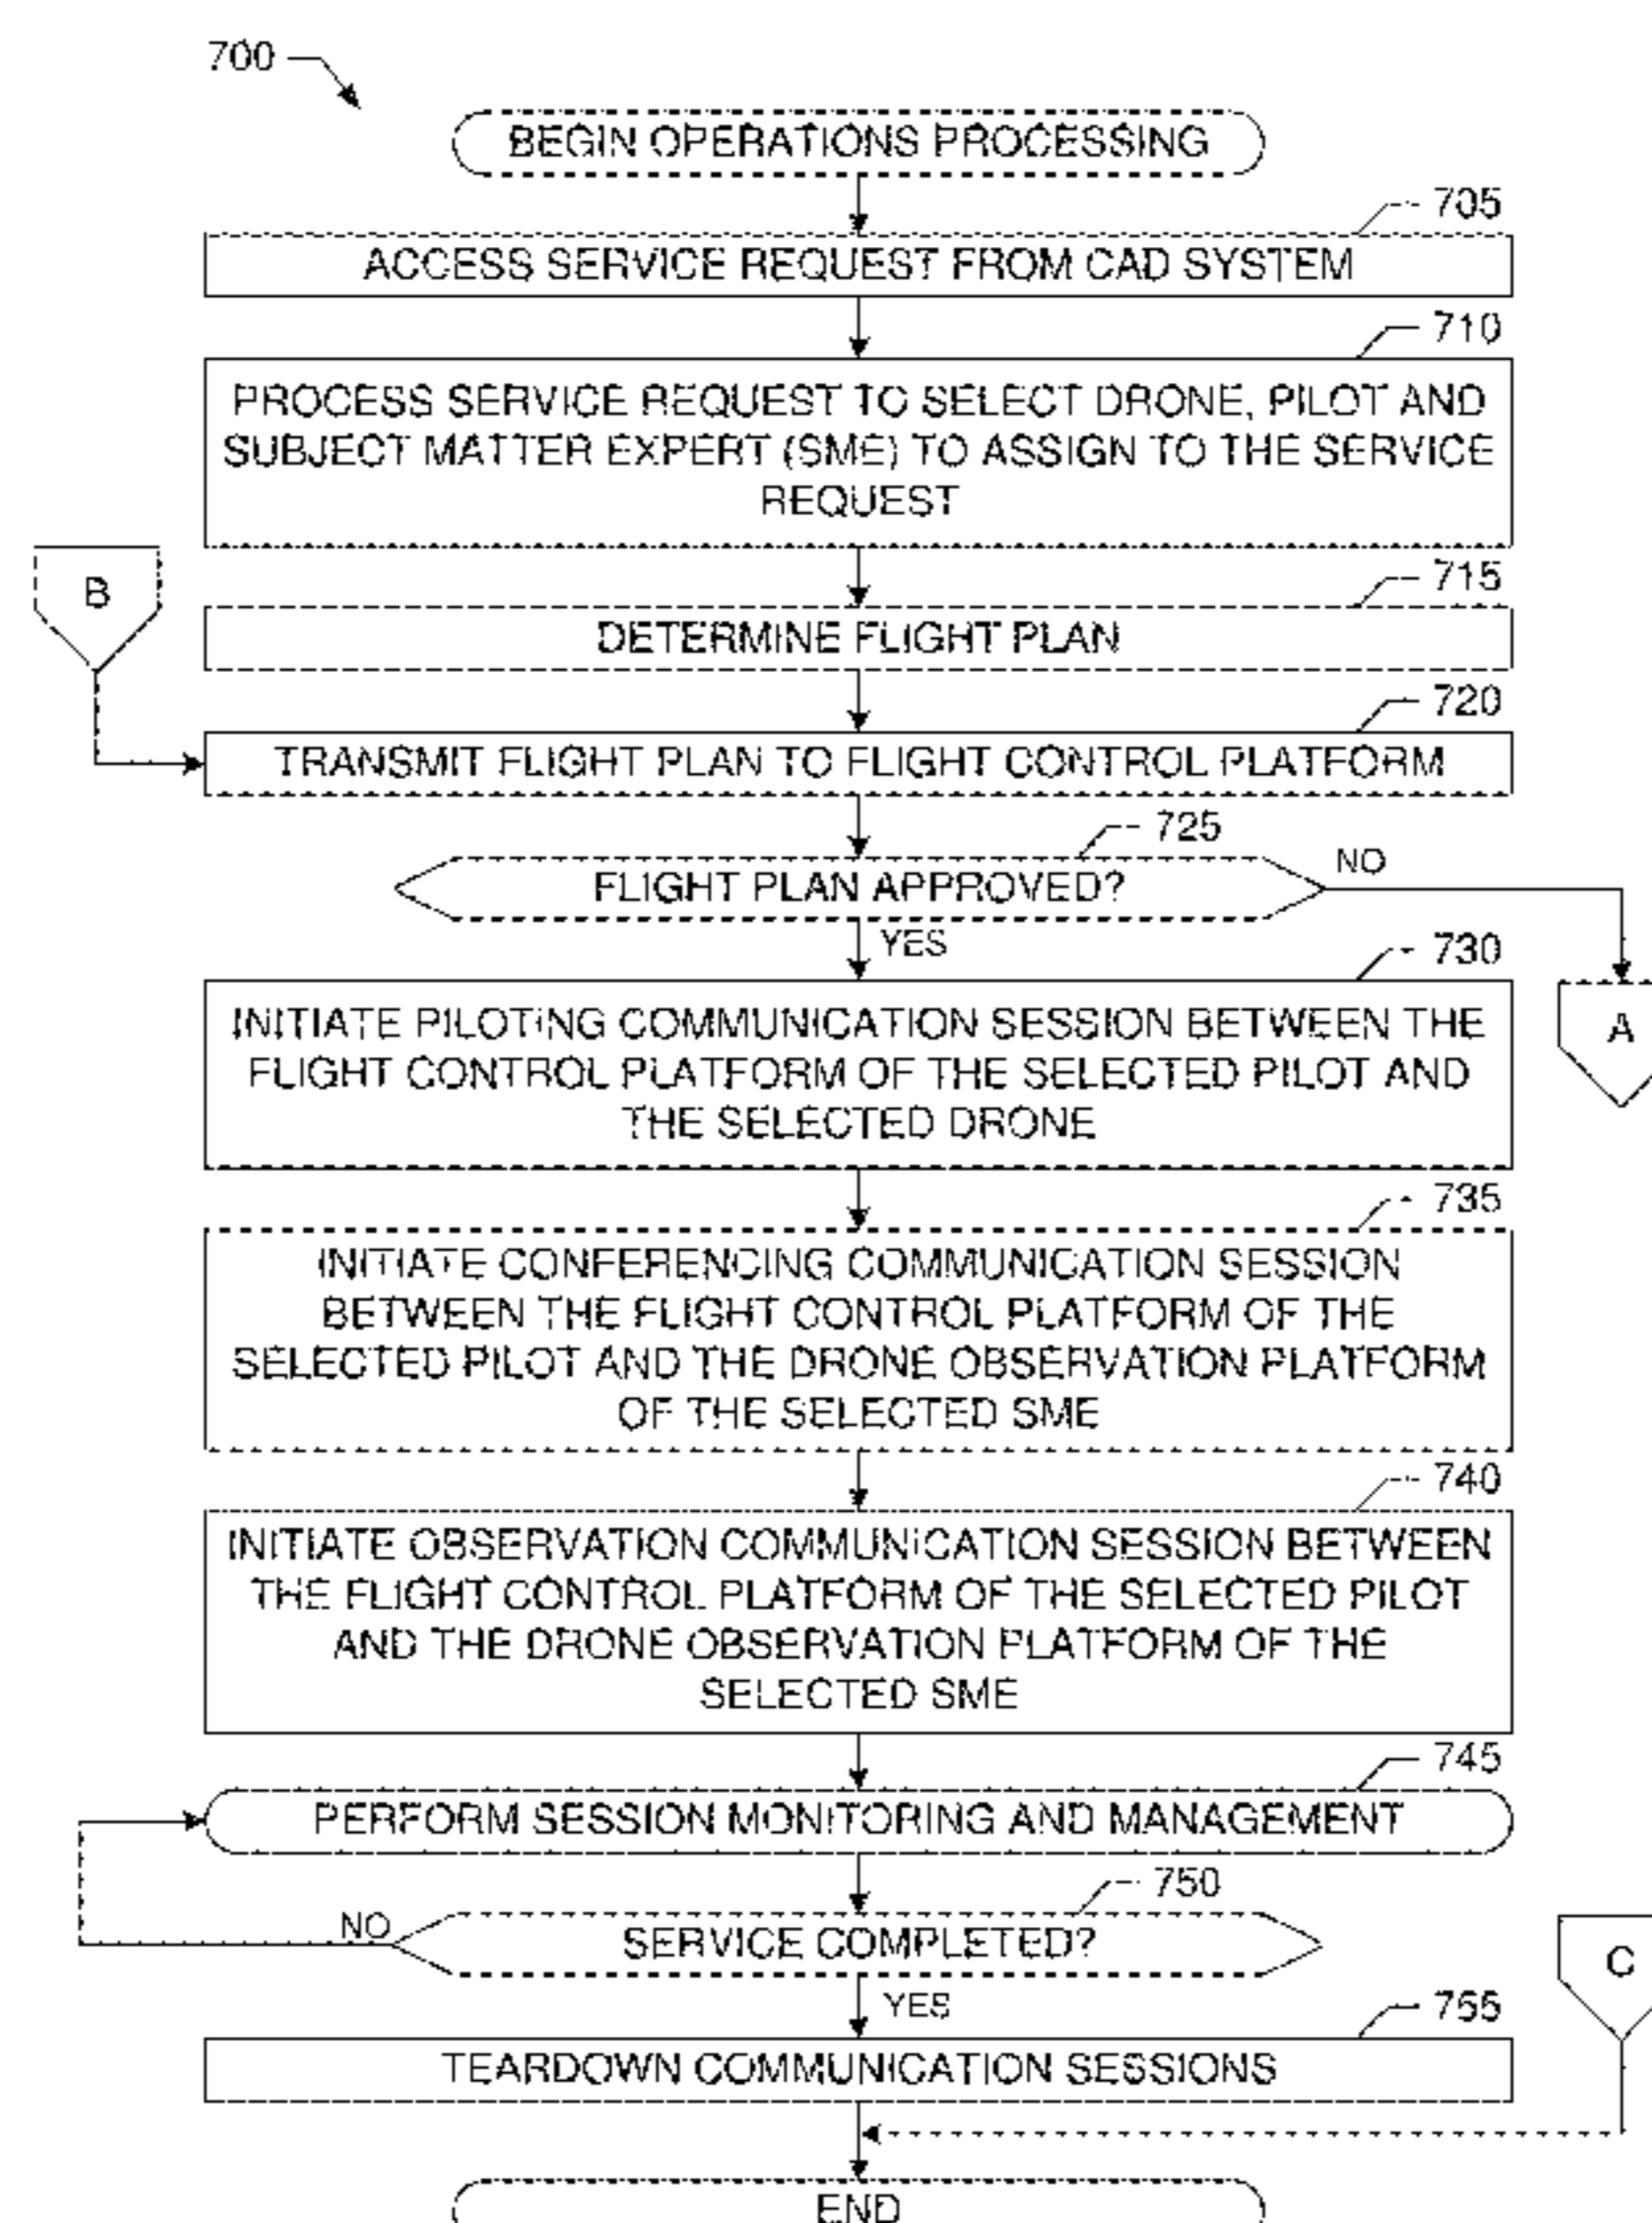 700
BEGIN OPERATIONS PROCESSING
705
ACCESS SERVICE REQUEST FROM CAD SYSTEM
710
PROCESS SERVICE REQUEST TO SELECT DRONE, PILOT AND
SUBJECT MATTER EXPERT (SME) TO ASSIGN TO THE SERVICE
REQUEST
B
715
DETERMINE FLIGHT PLAN
720
TRANSMIT FLIGHT PLAN TO FLIGHT CONTROL PLATFORM
725
FLIGHT PLAN APPROVED?
NO
YES
730
INITIATE PILOTING COMMUNICATION SESSION BETWEEN THE
FLIGHT CONTROL PLATFORM OF THE SELECTED PILOT AND
THE SELECTED DRONE
A
735
INITIATE CONFERENCING COMMUNICATION SESSION
BETWEEN THE FLIGHT CONTROL PLATFORM OF THE
SELECTED PILOT AND THE DRONE OBSERVATION PLATFORM
OF THE SELECTED SME
740
INITIATE OBSERVATION COMMUNICATION SESSION BETWEEN
THE FLIGHT CONTROL PLATFORM OF THE SELECTED PILOT
AND THE DRONE OBSERVATION PLATFORM OF THE
SELECTED SME
745
PERFORM SESSION MONITORING AND MANAGEMENT
750
NO
SERVICE COMPLETED?
C
YES
755
TEARDOWN COMMUNICATION SESSIONS
END